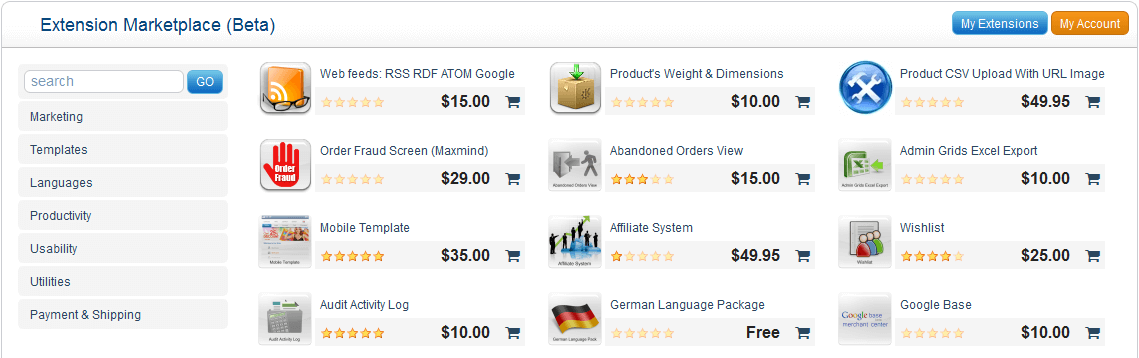 Extension Marketplace (Beta)
My Extensions
My Account
search
GO
Marketing
Templates
Languages
Productivity
Usability
Utilities
Payment & Shipping
Web feeds: RSS RDF ATOM Google
$15.00
Product's Weight & Dimensions
$10.00
Product CSV Upload With URL Image
$49.95
Order
Fraud
Order Fraud Screen (Maxmind)
$29.00
Abandoned Orders View
Abandoned Orders View
$15.00
Admin Grids Excel Export
Admin Grids Excel Export
$10.00
Mobile Template
Mobile Template
$35.00
Affiliate System
Affiliate System
$49.95
Wishlist
Wishlist
$25.00
Audit Activity Log
Audit Activity Log
$10.00
German Language Pack
German Language Package
Free
Google base
merchant center
Google Base
$10.00